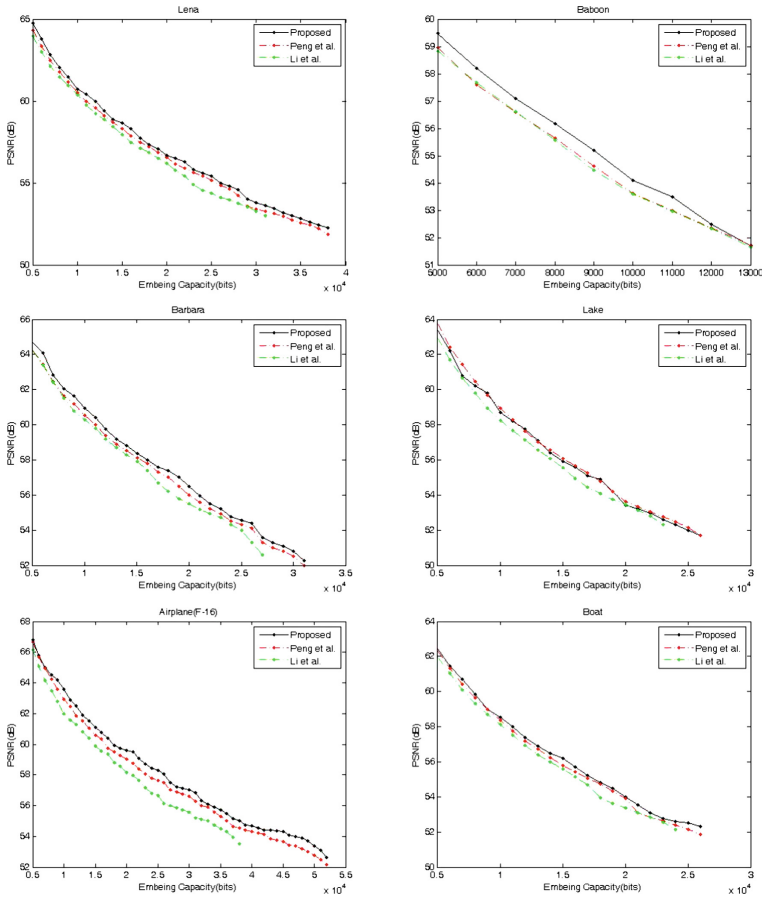 Lena
65
60
55
50
PSNR(dB)
Proposed
Peng et al.
Li et al.
0.5 1 1.5 2 2.5 3 3.5 4
Embeing Capacity(bits)
x 10^4
Baboon
60
59
58
57
56
55
54
53
52
51
PSNR(dB)
Proposed
Peng et al.
Li et al.
5000 6000 7000 8000 9000 10000 11000 12000 13000
Embeing Capacity(bits)
Barbara
66
64
62
60
58
56
54
52
PSNR(dB)
Proposed
Peng et al.
Li et al.
0.5 1 1.5 2 2.5 3 3.5
Embeing Capacity(bits)
x 10^4
Lake
66
64
62
60
58
56
54
52
50
PSNR(dB)
Proposed
Peng et al.
Li et al.
0.5 1 1.5 2 2.5 3
Embeing Capacity(bits)
x 10^4
Airplane(F-16)
68
66
64
62
60
58
56
54
52
PSNR(dB)
Proposed
Peng et al.
Li et al.
0.5 1 1.5 2 2.5 3 3.5 4 4.5 5 5.5
Embeing Capacity(bits)
x 10^4
Boat
64
62
60
58
56
54
52
50
PSNR(dB)
Proposed
Peng et al.
Li et al.
0.5 1 1.5 2 2.5 3
Embeing Capacity(bits)
x 10^4